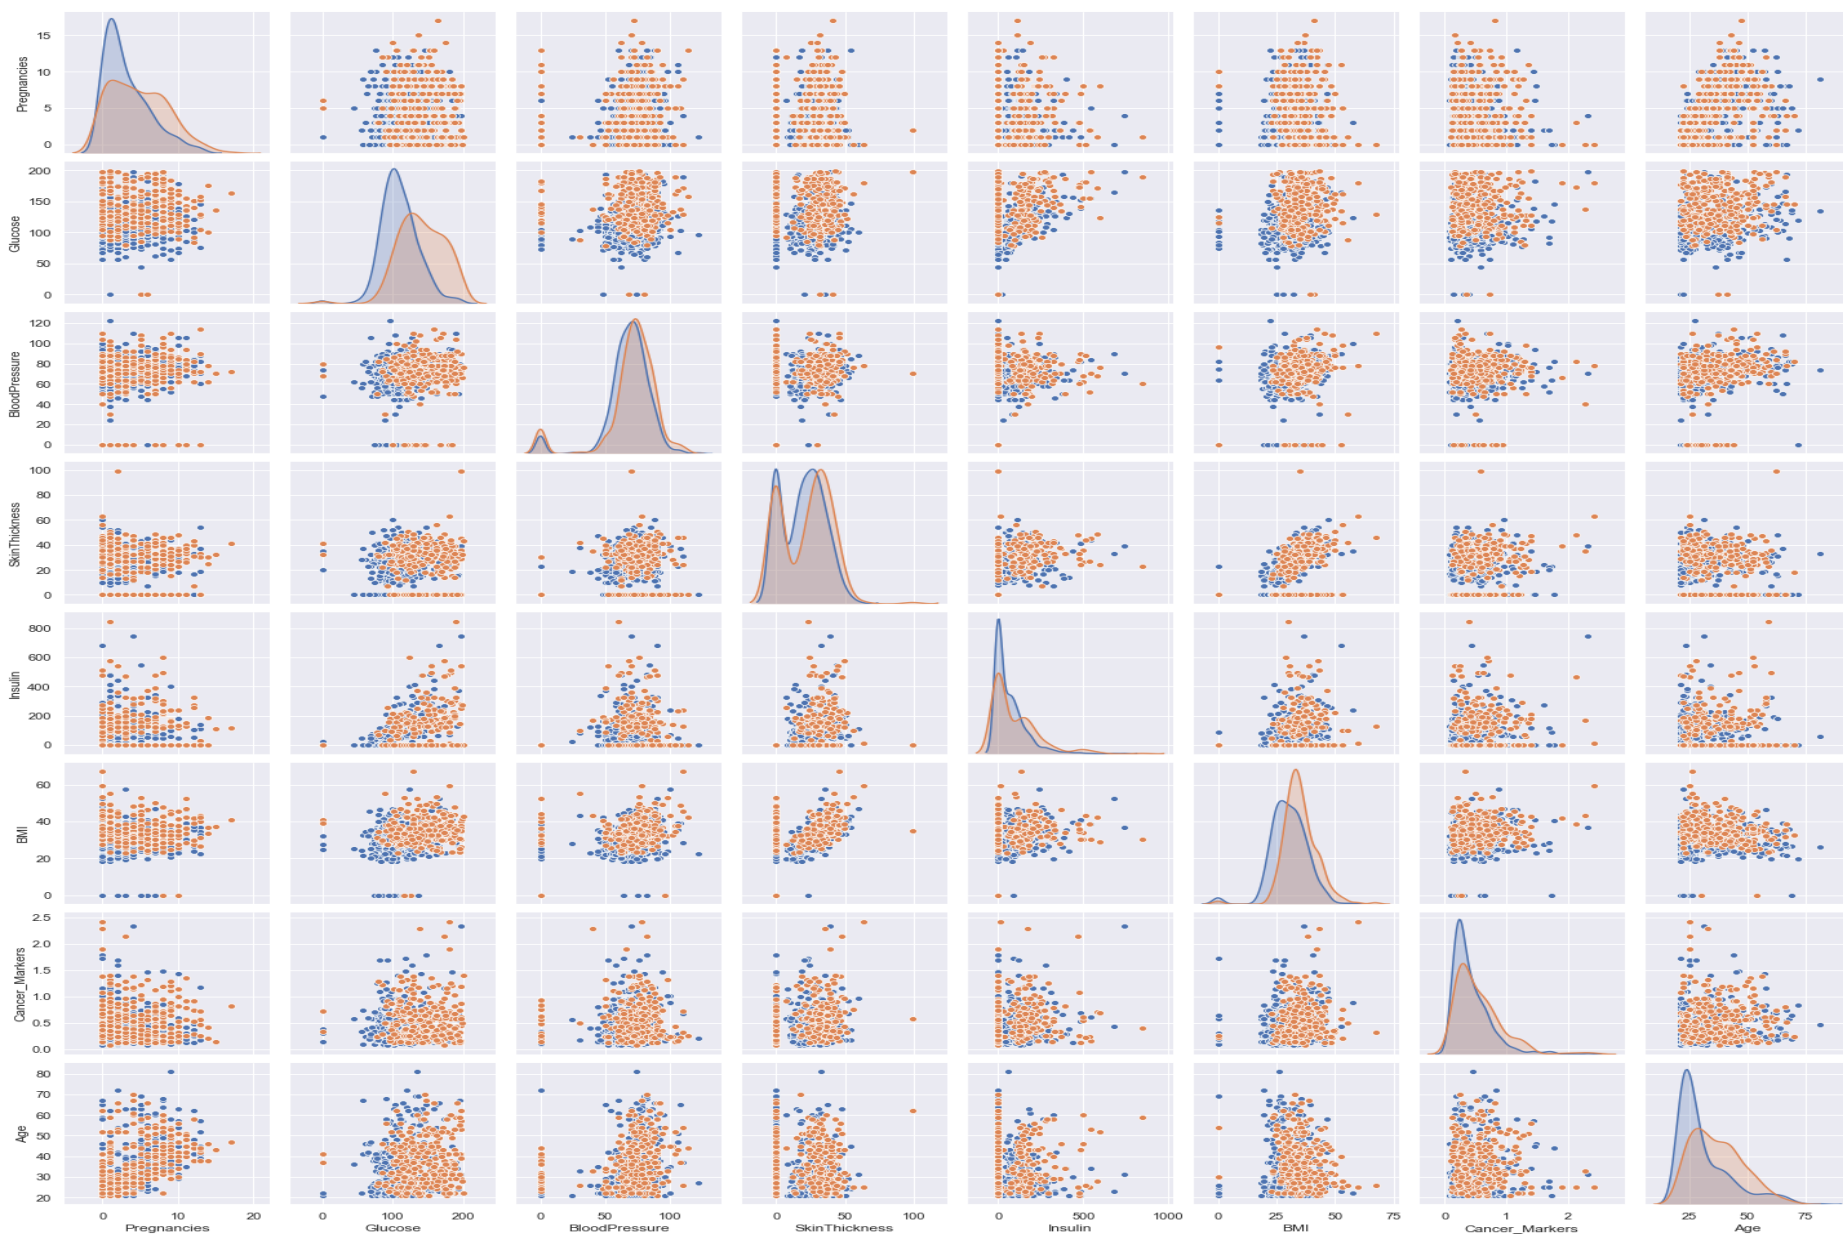 Pregnancies
15
10
5
0
Glucose
200
150
100
50
0
BloodPressure
120
100
80
60
40
20
0
SkinThickness
100
80
60
40
20
0
Insulin
800
600
400
200
0
BMI
60
40
20
0
Cancer_Markers
2.5
2.0
1.5
1.0
0.5
0.0
Age
80
70
60
50
40
30
20
0 10 20
Pregnancies
0 100 200
Glucose
0 50 100
BloodPressure
0 50 100
SkinThickness
0 500 1000
Insulin
0 25 50 75
BMI
0 1 2
Cancer_Markers
25 50 75
Age